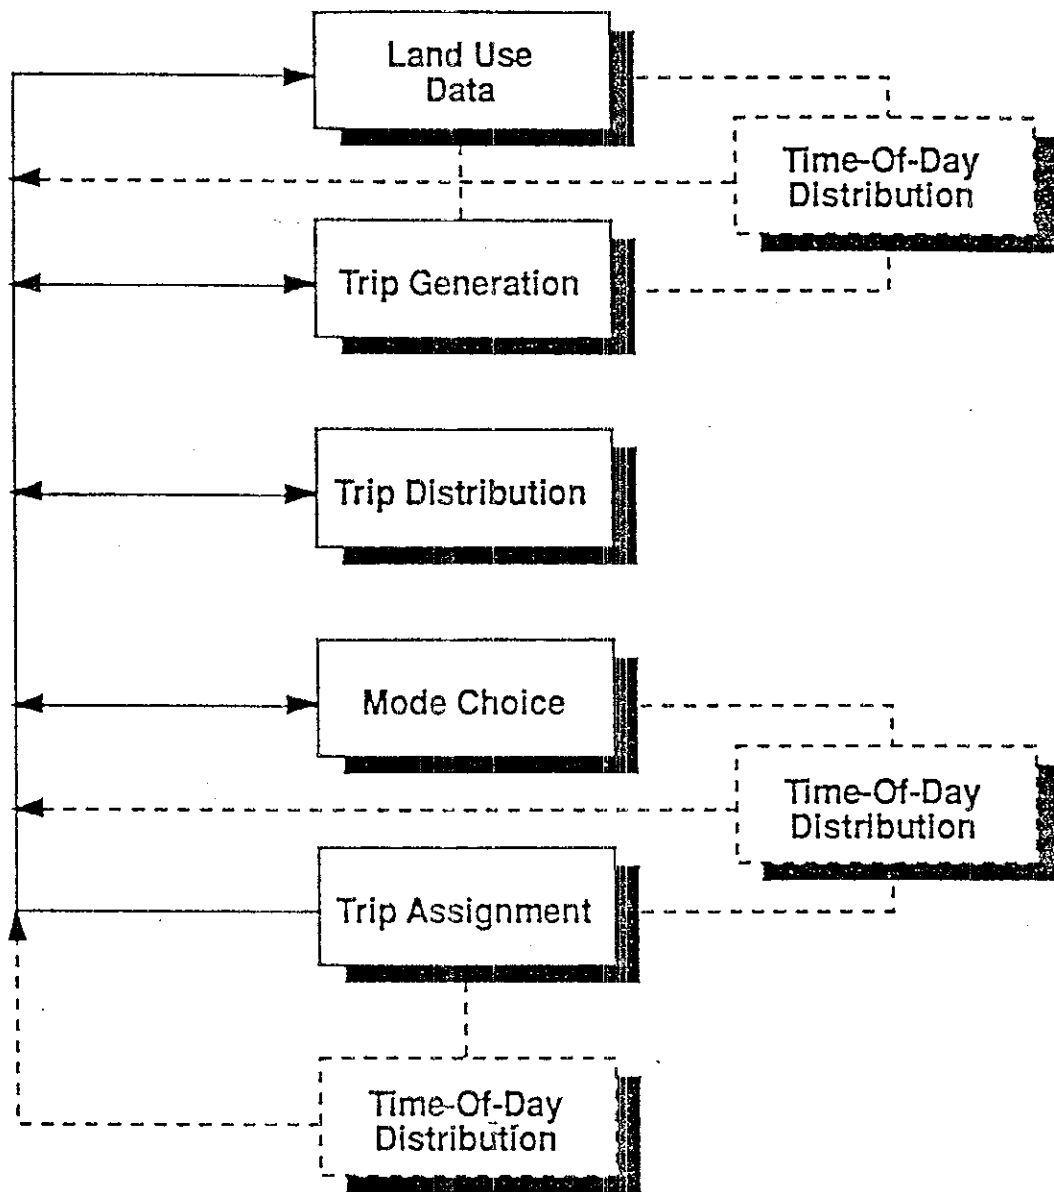 Land Use
Data
Time-Of-Day
Distribution
Trip Generation
Trip Distribution
Mode Choice
Time-Of-Day
Distribution
Trip Assignment
Time-Of-Day
Distribution